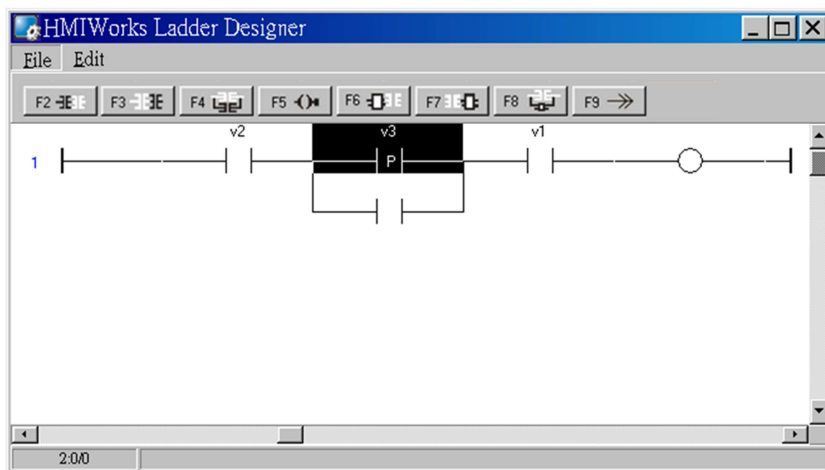 HMIWorks Ladder Designer
File Edit
F2 F3 F4 F5 F6 F7 F8 F9
v2 v3 v1
1
P
2:0/0